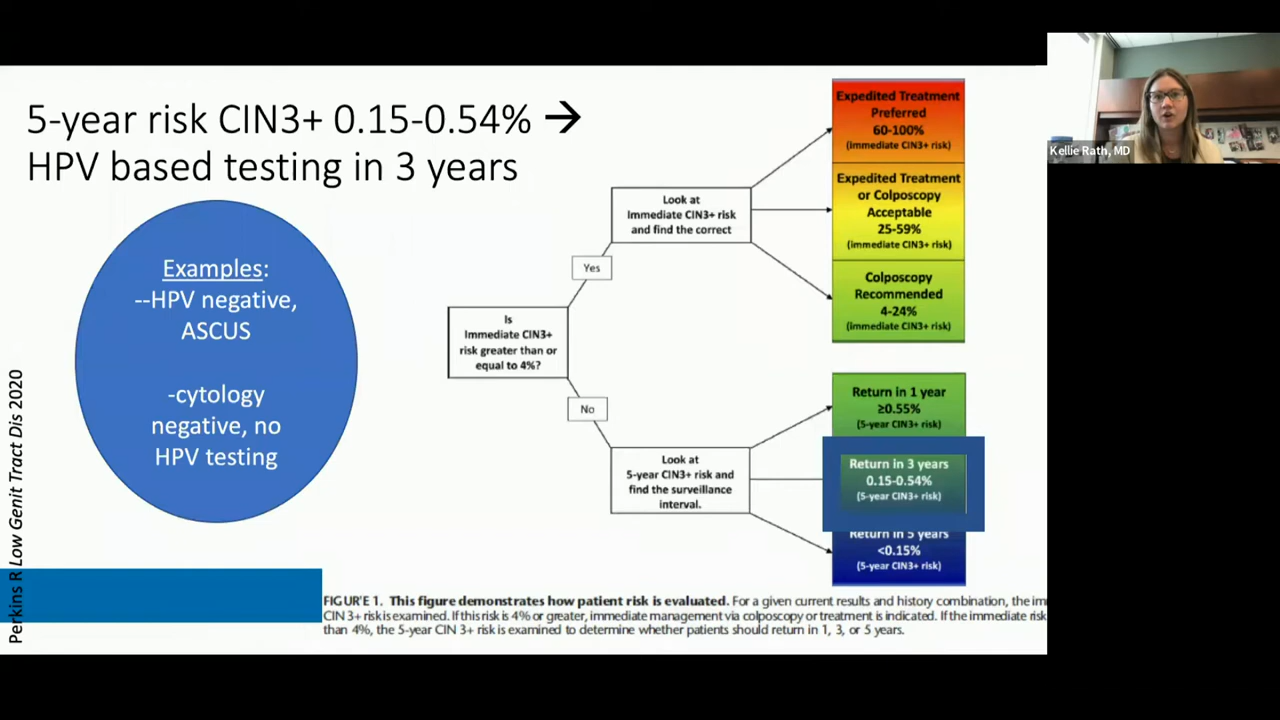 5-year risk CIN3+ 0.15-0.54% →
HPV based testing in 3 years
Examples:
--HPV negative,
ASCUS
-cytology
negative, no
HPV testing
Perkins R Low Genit Tract Dis 2020
Is
Immediate CIN3+
risk greater than or
equal to 4%?
Yes
No
Look at
Immediate CIN3+ risk
and find the correct
Look at
5-year CIN3+ risk and
find the surveillance
interval.
Expedited Treatment
Preferred
60-100%
(immediate CIN3+ risk)
Expedited Treatment
or Colposcopy
Acceptable
25-59%
(immediate CIN3+ risk)
Colposcopy
Recommended
4-24%
(immediate CIN3+ risk)
Return in 1 year
≥0.55%
(5-year CIN3+ risk)
Return in 3 years
0.15-0.54%
(5-year CIN3+ risk)
Return in 5 years
<0.15%
(5-year CIN3+ risk)
FIGURE 1. This figure demonstrates how patient risk is evaluated. For a given current results and history combination, the im
CIN 3+ risk is examined. If this risk is 4% or greater, immediate management via colposcopy or treatment is indicated. If the immediate risk
than 4%, the 5-year CIN 3+ risk is examined to determine whether patients should return in 1, 3, or 5 years.
Kellie Rath, MD